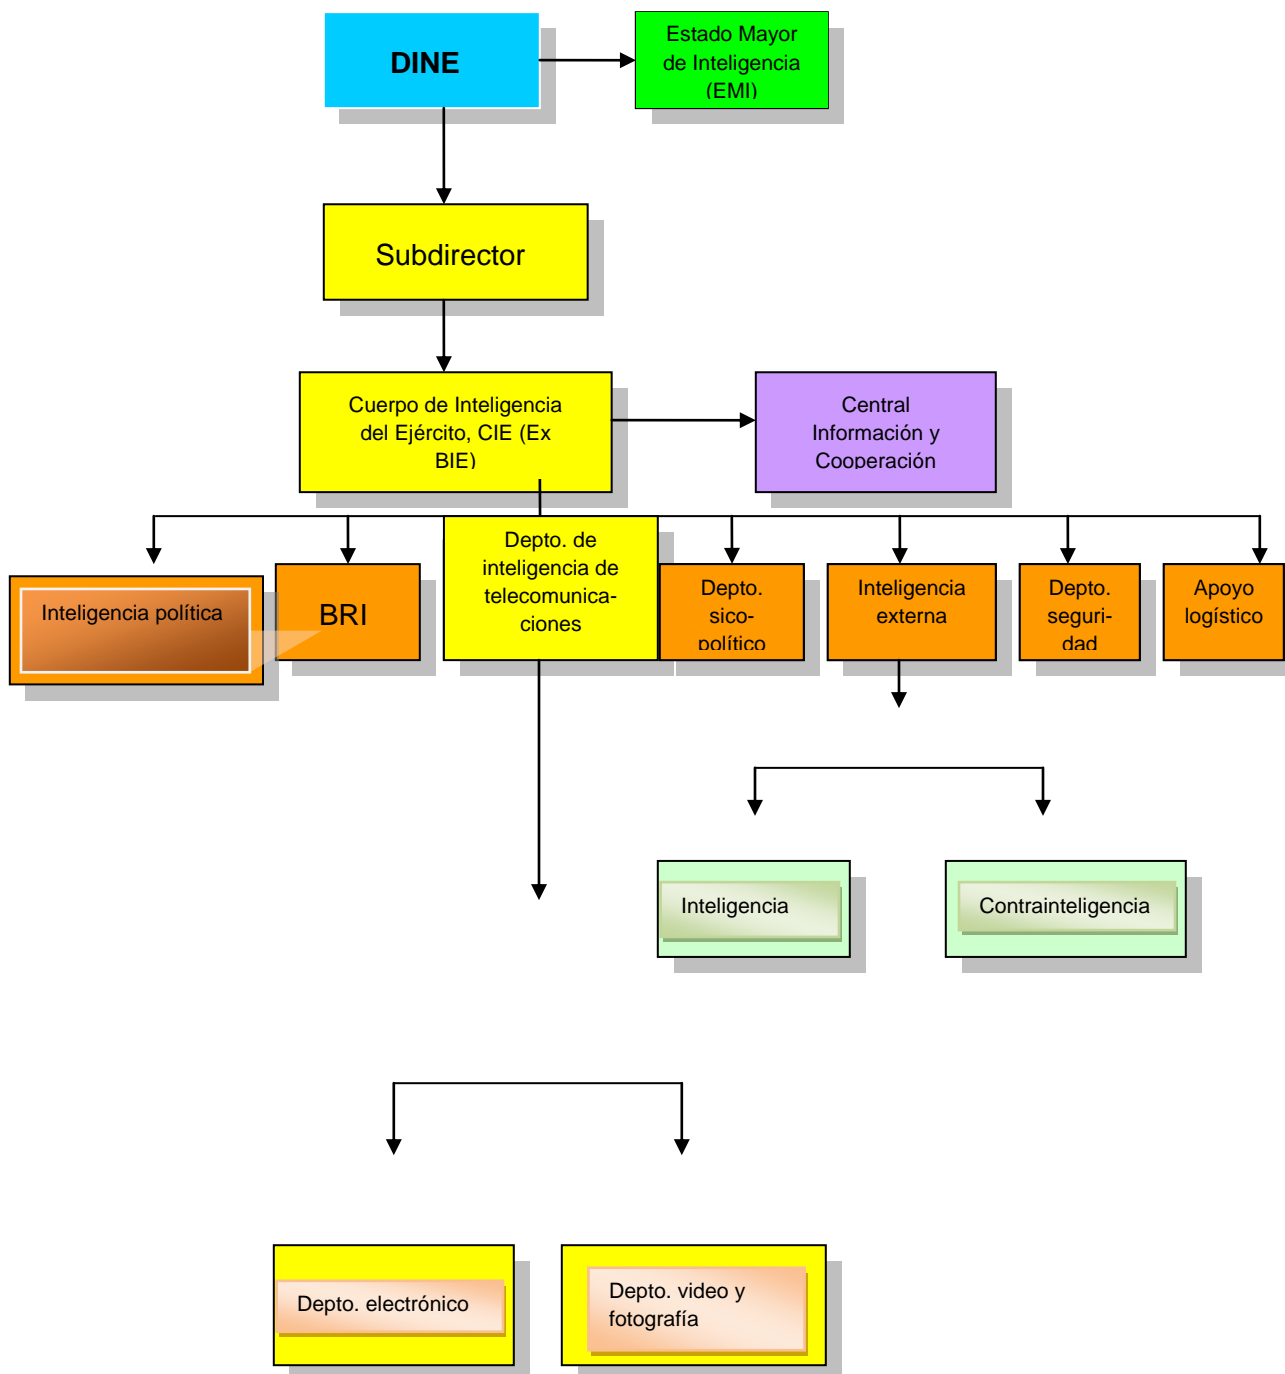 DINE
Estado Mayor
de Inteligencia
(EMI)
Subdirector
Cuerpo de Inteligencia
del Ejército, CIE (Ex
BIE)
Central
Información y
Cooperación
Inteligencia política
BRI
Depto. de
inteligencia de
telecomunica-
ciones
Depto.
sico-
político
Inteligencia
externa
Depto.
seguri-
dad
Apoyo
logístico
Inteligencia
Contrainteligencia
Depto. electrónico
Depto. video y
fotografía